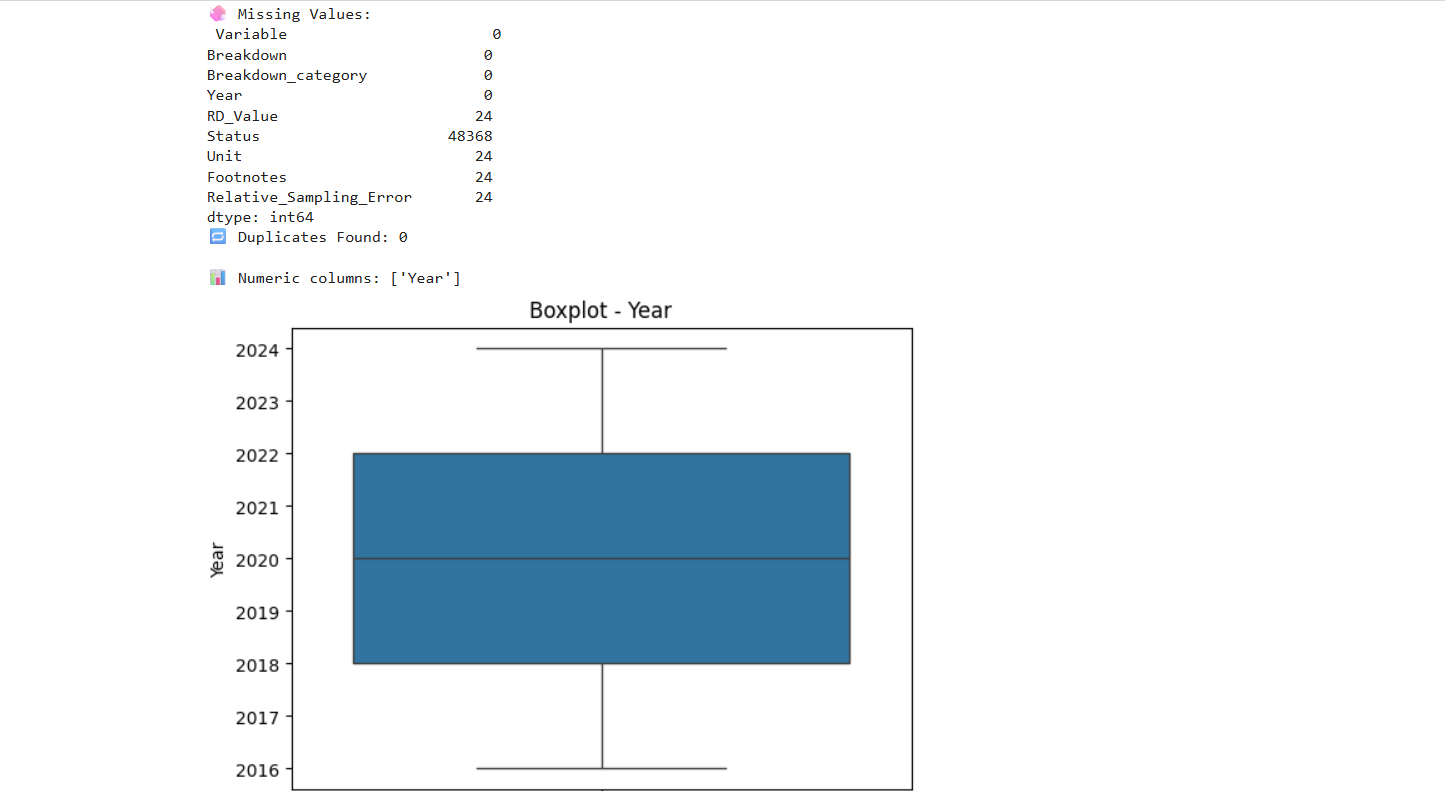 Missing Values:
Variable 0
Breakdown 0
Breakdown_category 0
Year 0
RD_Value 24
Status 48368
Unit 24
Footnotes 24
Relative_Sampling_Error 24
dtype: int64
Duplicates Found: 0
Numeric columns: ['Year']
Boxplot - Year
2024
2023
2022
2021
2020
2019
2018
2017
2016
Year